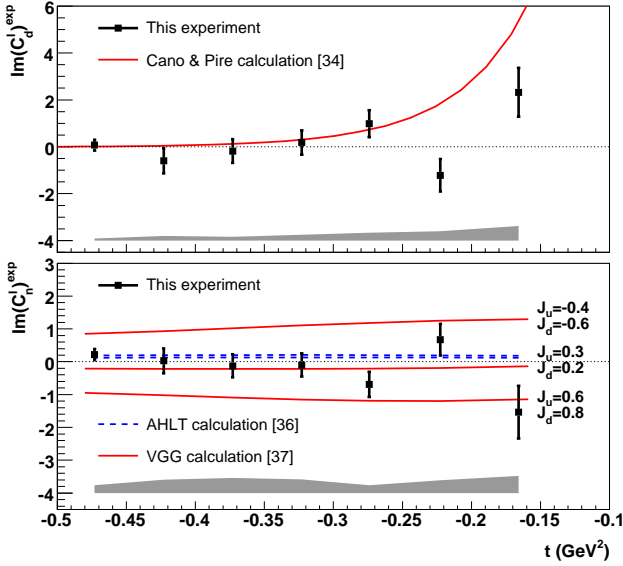 Im(C_d^I)^exp
6
4
2
0
-2
-4
This experiment
Cano & Pire calculation [34]
Im(C_n^I)^exp
3
2
1
0
-1
-2
-3
-4
This experiment
J_u=-0.4
J_d=-0.6
J_u=0.3
J_d=0.2
J_u=0.6
J_d=0.8
AHLT calculation [36]
VGG calculation [37]
-0.5 -0.45 -0.4 -0.35 -0.3 -0.25 -0.2 -0.15 -0.1
t (GeV²)